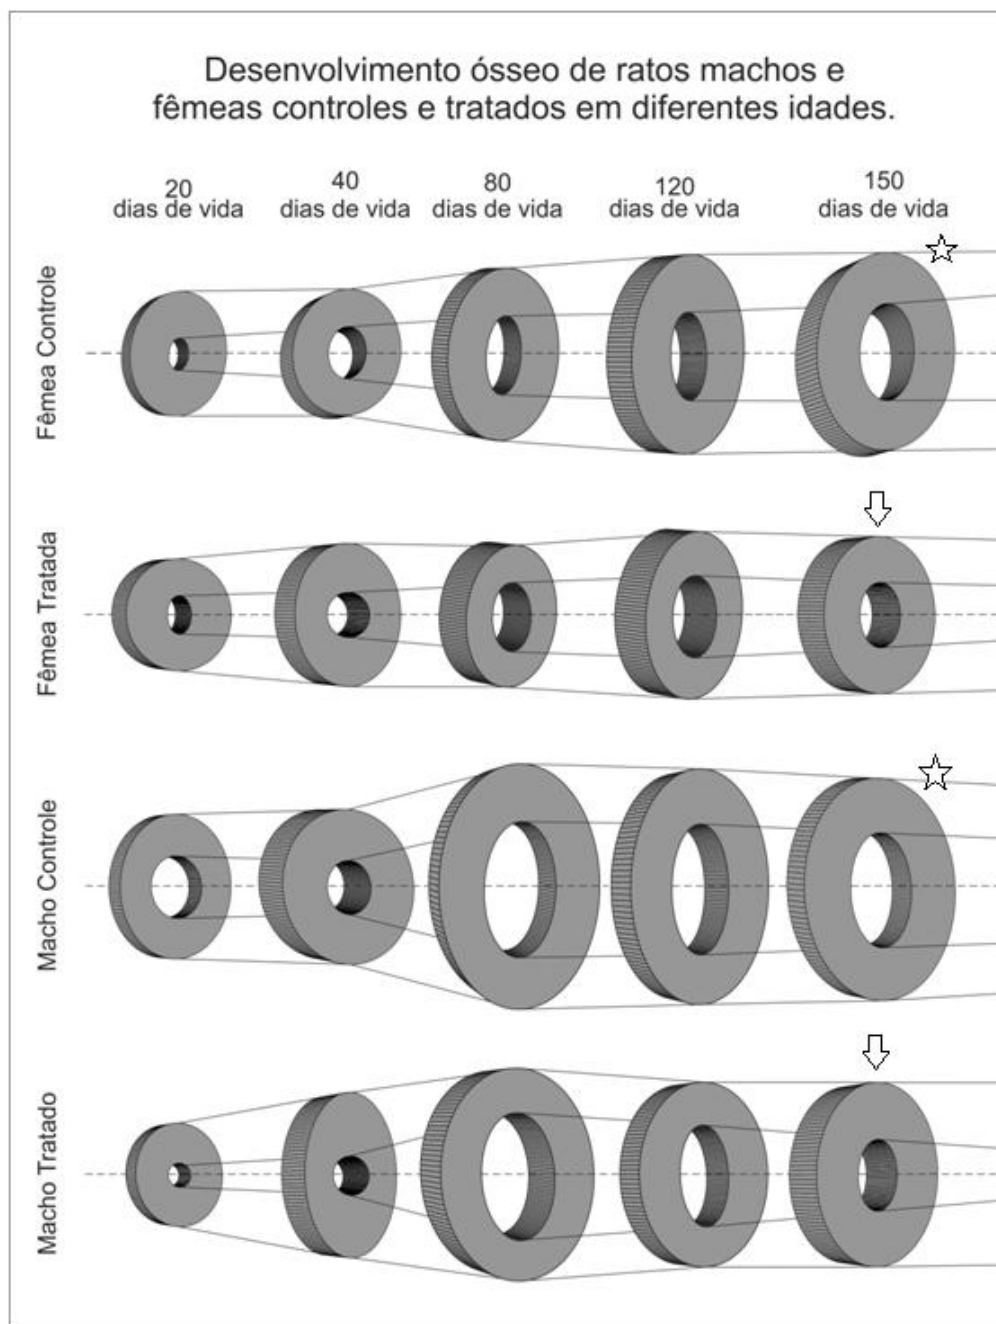 Desenvolvimento ósseo de ratos machos e
fêmeas controles e tratados em diferentes idades.
20
dias de vida
40
dias de vida
80
dias de vida
120
dias de vida
150
dias de vida
Fêmea Controle
Fêmea Tratada
Macho Controle
Macho Tratado